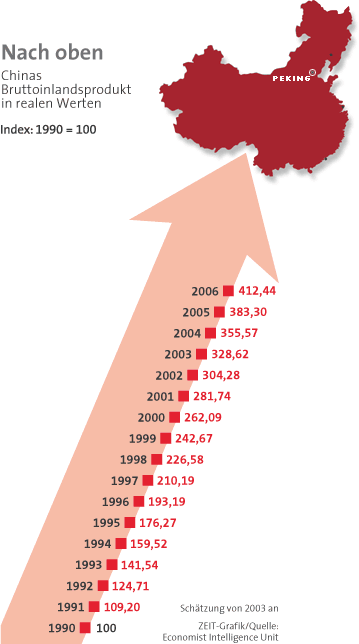 Nach oben
Chinas
Bruttoinlandsprodukt
in realen Werten
Index: 1990 = 100
PEKING
2006 412,44
2005 383,30
2004 355,57
2003 328,62
2002 304,28
2001 281,74
2000 262,09
1999 242,67
1998 226,58
1997 210,19
1996 193,19
1995 176,27
1994 159,52
1993 141,54
1992 124,71
1991 109,20
1990 100
Schätzung von 2003 an
ZEIT-Grafik/Quelle:
Economist Intelligence Unit